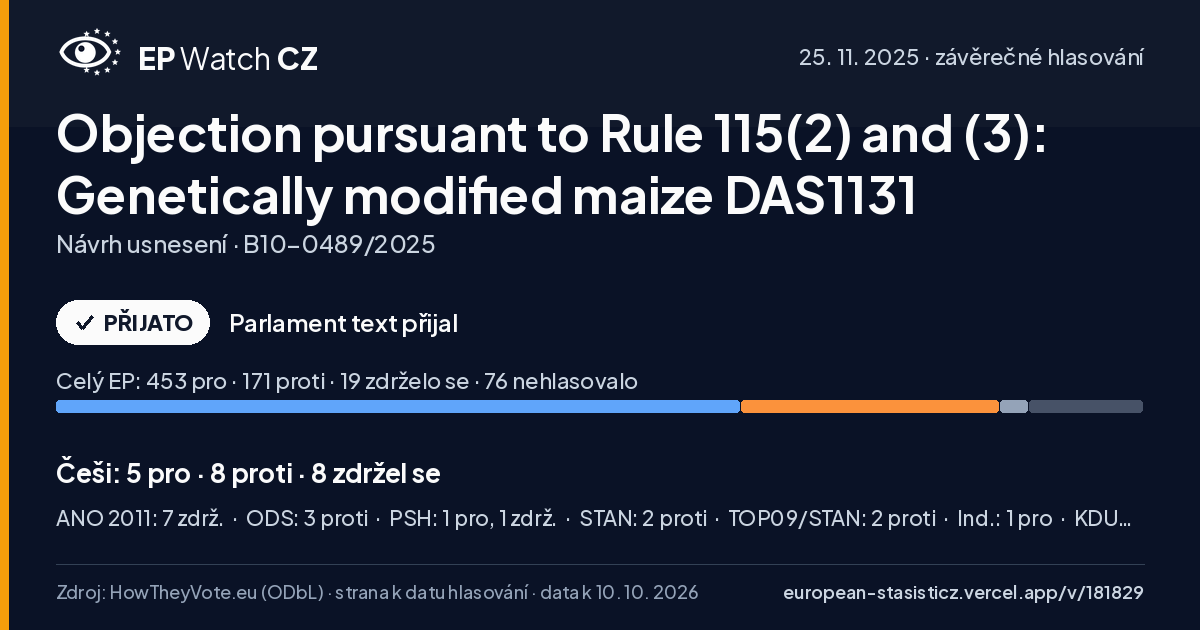 EP Watch CZ
25. 11. 2025 · závěrečné hlasování
Objection pursuant to Rule 115(2) and (3):
Genetically modified maize DAS1131
Návrh usnesení · B10-0489/2025
✓ PŘIJATO
Parlament text přijal
Celý EP: 453 pro · 171 proti · 19 zdrželo se · 76 nehlasovalo
Češi: 5 pro · 8 proti · 8 zdržel se
ANO 2011: 7 zdrž. · ODS: 3 proti · PSH: 1 pro, 1 zdrž. · STAN: 2 proti · TOP09/STAN: 2 proti · Ind.: 1 pro · KDU…
Zdroj: HowTheyVote.eu (ODbL) · strana k datu hlasování · data k 10. 10. 2026
european-stasisticz.vercel.app/v/181829